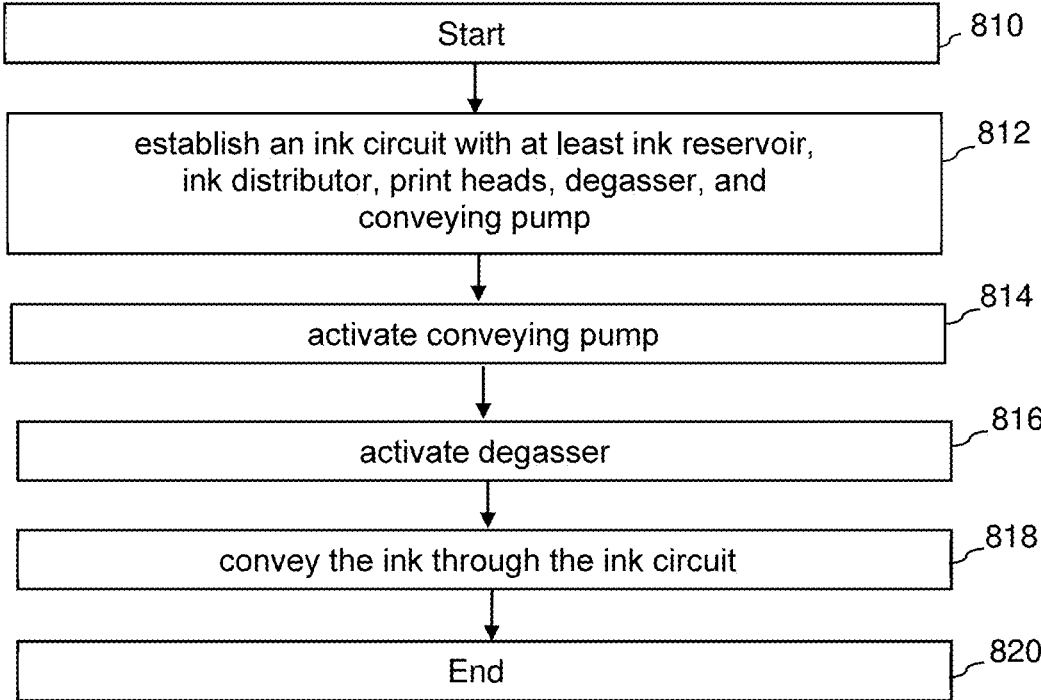 Start
810
establish an ink circuit with at least ink reservoir,
ink distributor, print heads, degasser, and
conveying pump
812
activate conveying pump
814
activate degasser
816
convey the ink through the ink circuit
818
End
820